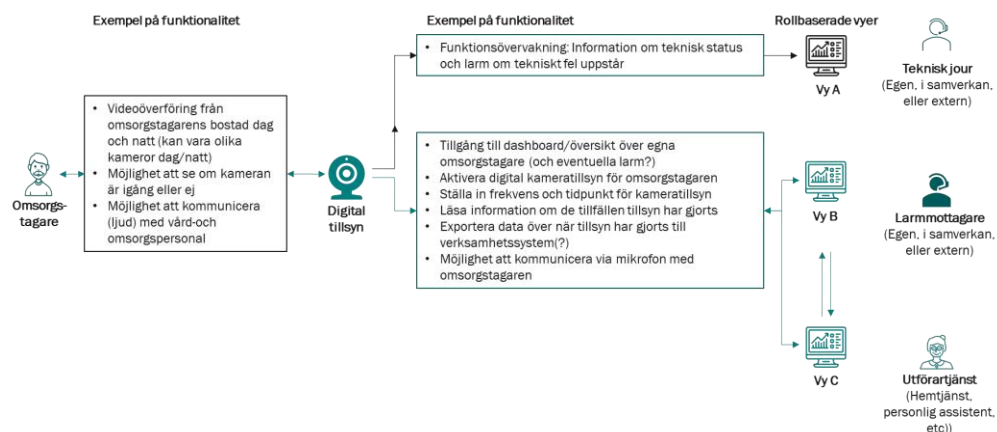 Exempel på funktionalitet
Exempel på funktionalitet
Rollbaserade vyer
• Funktionsövervakning: Information om teknisk status
och larm om tekniskt fel uppstår
Vy A
Teknisk jour
(Egen, i samverkan,
eller extern)
Omsorgs-
tagare
• Videoöverföring från
omsorgstagarens bostad dag
och natt (kan vara olika
kameror dag/natt)
• Möjlighet att se om kameran
är igång eller ej
• Möjlighet att kommunicera
(ljud) med vård-och
omsorgspersonal
Digital
tillsyn
• Tillgång till dashboard/översikt över egna
omsorgstagare (och eventuella larm?)
• Aktivera digital kameratillsyn för omsorgstagaren
• Ställa in frekvens och tidpunkt för kameratillsyn
• Läsa information om de tillfällen tillsyn har gjorts
• Exportera data över när tillsyn har gjorts till
verksamhetssystem(?)
• Möjlighet att kommunicera via mikrofon med
omsorgstagaren
Vy B
Larmmottagare
(Egen, i samverkan,
eller extern)
Vy C
Utförartjänst
(Hemtjänst,
personlig assistent,
etc))